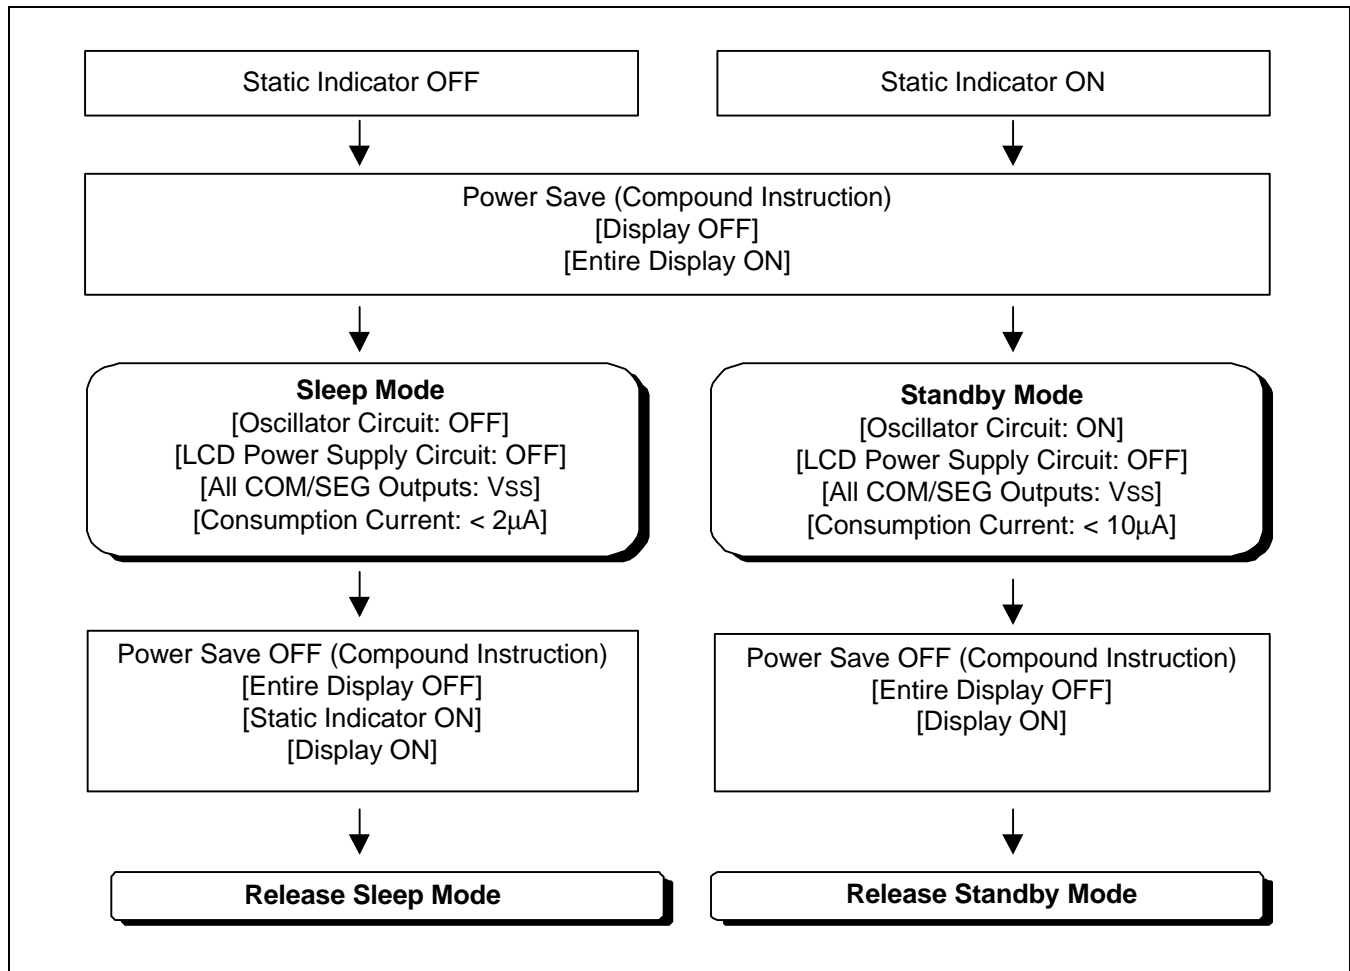 Static Indicator OFF
Static Indicator ON
Power Save (Compound Instruction)
[Display OFF]
[Entire Display ON]
Sleep Mode
[Oscillator Circuit: OFF]
[LCD Power Supply Circuit: OFF]
[All COM/SEG Outputs: VSS]
[Consumption Current: < 2μA]
Standby Mode
[Oscillator Circuit: ON]
[LCD Power Supply Circuit: OFF]
[All COM/SEG Outputs: VSS]
[Consumption Current: < 10μA]
Power Save OFF (Compound Instruction)
[Entire Display OFF]
[Static Indicator ON]
[Display ON]
Power Save OFF (Compound Instruction)
[Entire Display OFF]
[Display ON]
Release Sleep Mode
Release Standby Mode